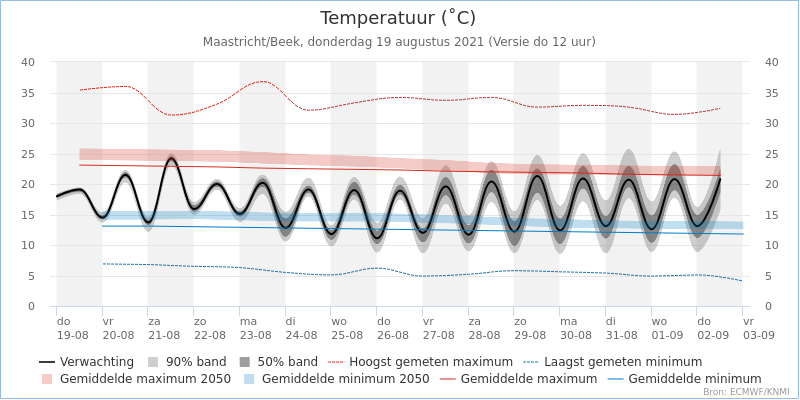 Temperatuur (˚C)
Maastricht/Beek, donderdag 19 augustus 2021 (Versie do 12 uur)
40 40
35 35
30 30
25 25
20 20
15 15
10 10
5 5
0 0
do vr za zo ma di wo do vr za zo ma di wo do vr
19-08 20-08 21-08 22-08 23-08 24-08 25-08 26-08 27-08 28-08 29-08 30-08 31-08 01-09 02-09 03-09
Verwachting 90% band 50% band Hoogst gemeten maximum Laagst gemeten minimum
Gemiddelde maximum 2050 Gemiddelde minimum 2050 Gemiddelde maximum Gemiddelde minimum
Bron: ECMWF/KNMI